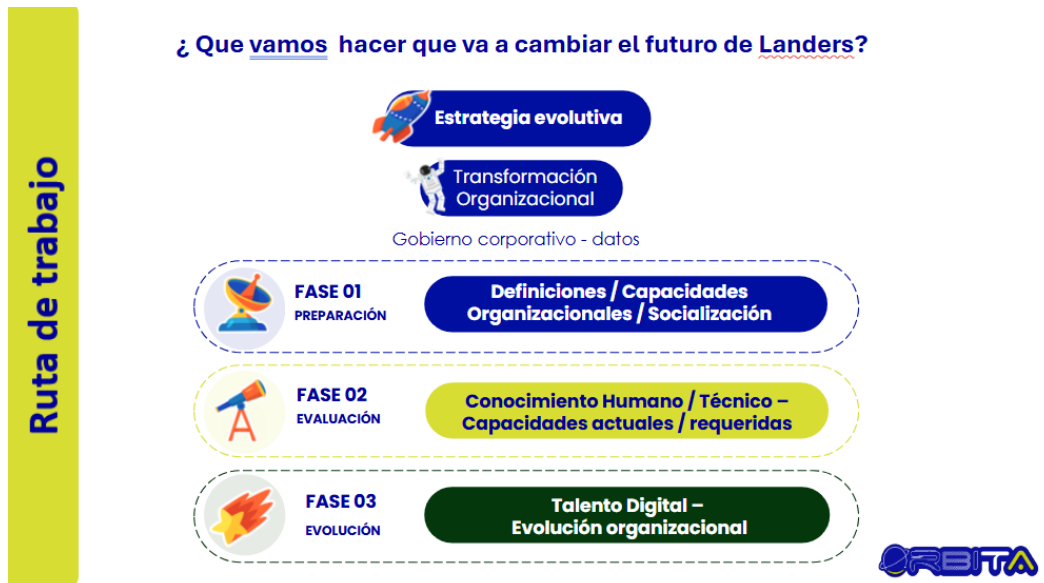 ¿ Que vamos  hacer que va a cambiar el futuro de Landers?
Ruta de trabajo
Estrategia evolutiva
Transformación
Organizacional
Gobierno corporativo - datos
FASE 01
PREPARACIÓN
Definiciones / Capacidades
Organizacionales / Socialización
FASE 02
EVALUACIÓN
Conocimiento Humano / Técnico –
Capacidades actuales / requeridas
FASE 03
EVOLUCIÓN
Talento Digital –
Evolución organizacional
ORBITA